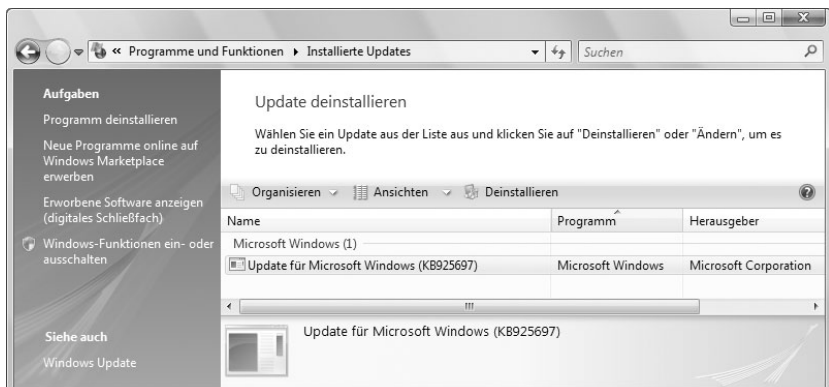 « Programme und Funktionen ▸ Installierte Updates
Suchen
Aufgaben
Programm deinstallieren
Neue Programme online auf
Windows Marketplace
erwerben
Erworbene Software anzeigen
(digitales Schließfach)
Windows-Funktionen ein- oder
ausschalten
Siehe auch
Windows Update
Update deinstallieren
Wählen Sie ein Update aus der Liste aus und klicken Sie auf "Deinstallieren" oder "Ändern", um es
zu deinstallieren.
Organisieren Ansichten Deinstallieren
Name Programm Herausgeber
Microsoft Windows (1)
Update für Microsoft Windows (KB925697) Microsoft Windows Microsoft Corporation
Update für Microsoft Windows (KB925697)